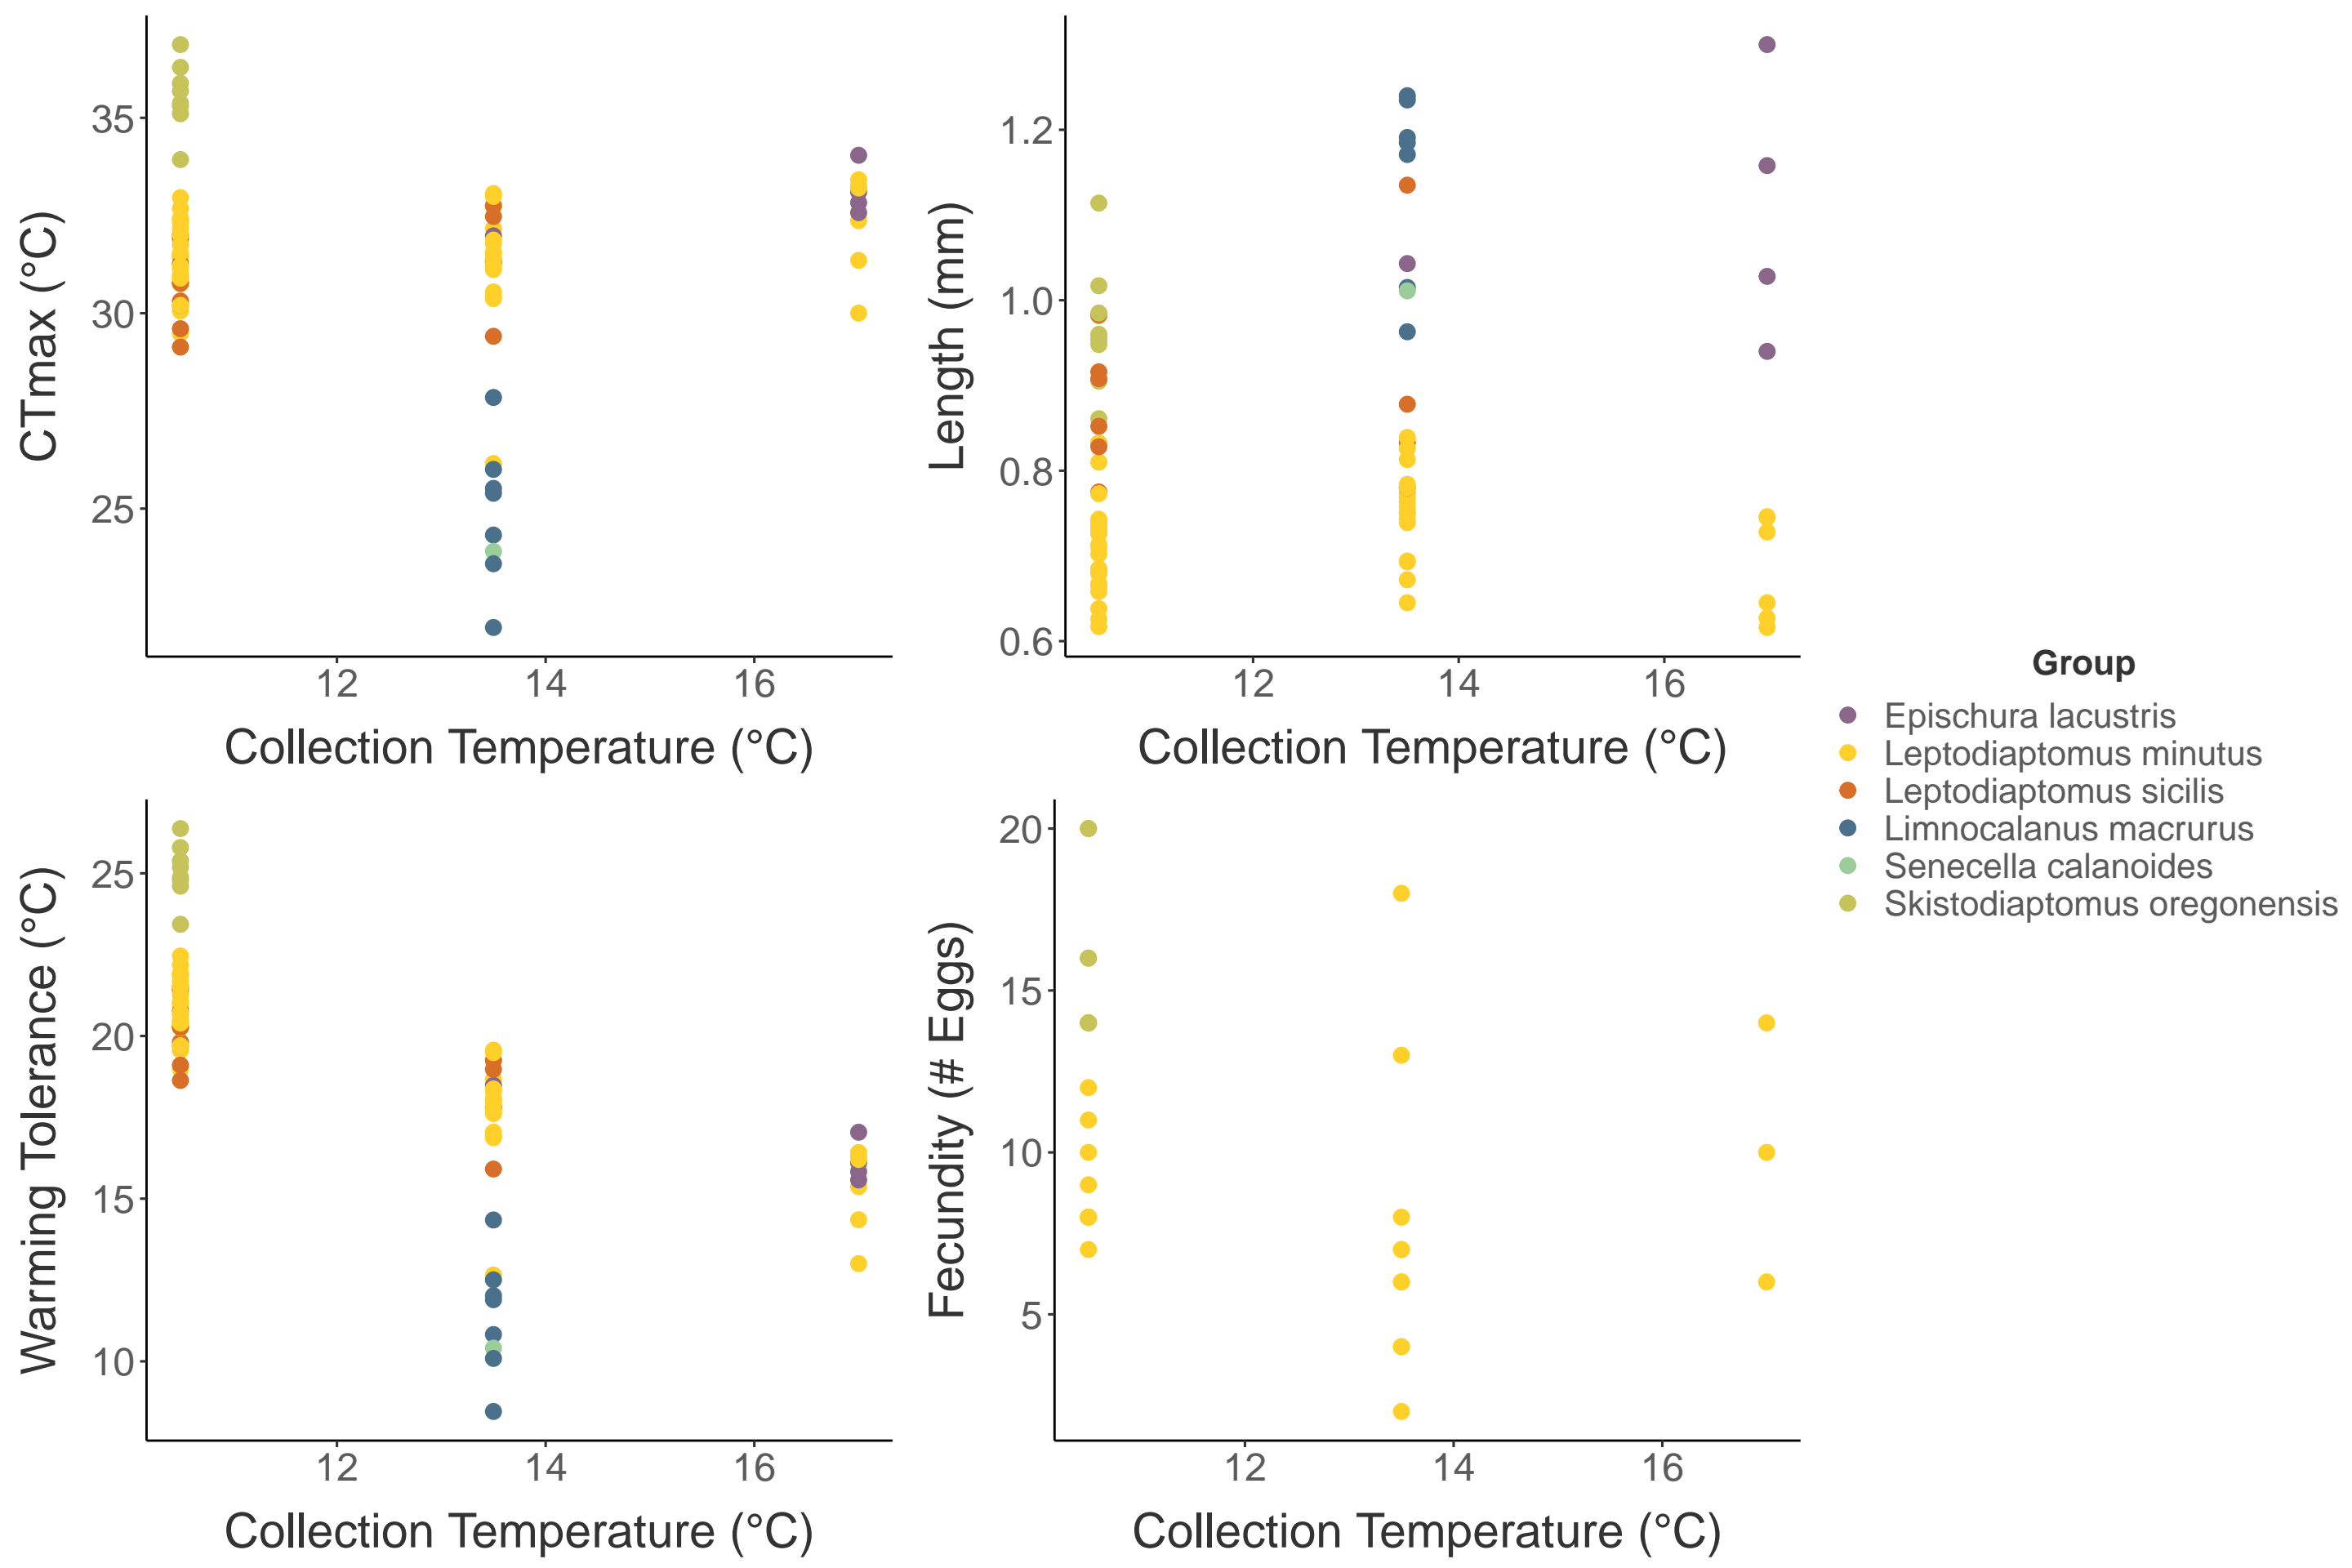 CTmax (°C)
35
30
25
12 14 16
Collection Temperature (°C)
Length (mm)
1.2
1.0
0.8
0.6
12 14 16
Collection Temperature (°C)
Warming Tolerance (°C)
25
20
15
10
12 14 16
Collection Temperature (°C)
Fecundity (# Eggs)
20
15
10
5
12 14 16
Collection Temperature (°C)
Group
Epischura lacustris
Leptodiaptomus minutus
Leptodiaptomus sicilis
Limnocalanus macrurus
Senecella calanoides
Skistodiaptomus oregonensis